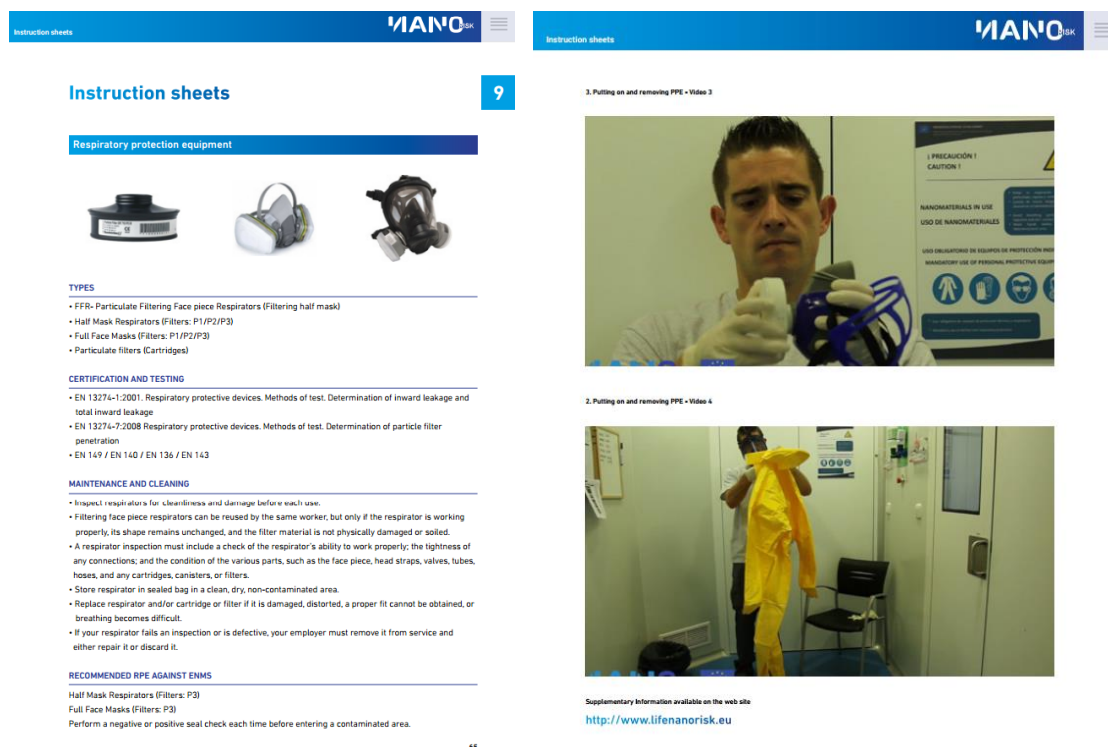 Instruction sheets
NANORISK
Instruction sheets
9
Respiratory protection equipment
TYPES
• FFR- Particulate Filtering Face piece Respirators (Filtering half mask)
• Half Mask Respirators (Filters: P1/P2/P3)
• Full Face Masks (Filters: P1/P2/P3)
• Particulate filters (Cartridges)
CERTIFICATION AND TESTING
• EN 13274-1:2001. Respiratory protective devices. Methods of test. Determination of inward leakage and
total inward leakage
• EN 13274-7:2008 Respiratory protective devices. Methods of test. Determination of particle filter
penetration
• EN 149 / EN 140 / EN 136 / EN 143
MAINTENANCE AND CLEANING
• Inspect respirators for cleanliness and damage before each use.
• Filtering face piece respirators can be reused by the same worker, but only if the respirator is working
properly, its shape remains unchanged, and the filter material is not physically damaged or soiled.
• A respirator inspection must include a check of the respirator's ability to work properly; the tightness of
any connections; and the condition of the various parts, such as the face piece, head straps, valves, tubes,
hoses, and any cartridges, canisters, or filters.
• Store respirator in sealed bag in a clean, dry, non-contaminated area.
• Replace respirator and/or cartridge or filter if it is damaged, distorted, a proper fit cannot be obtained, or
breathing becomes difficult.
• If your respirator fails an inspection or is defective, your employer must remove it from service and
either repair it or discard it.
RECOMMENDED RPE AGAINST ENMS
Half Mask Respirators (Filters: P3)
Full Face Masks (Filters: P3)
Perform a negative or positive seal check each time before entering a contaminated area.
Instruction sheets
NANORISK
3. Putting on and removing PPE • Video 3
¡ PRECAUCIÓN !
CAUTION !
NANOMATERIALS IN USE
USO DE NANOMATERIALES
USO OBLIGATORIO DE EQUIPOS DE PROTECCIÓN
MANDATORY USE OF PERSONAL PROTECTIVE
2. Putting on and removing PPE • Video 4
Supplementary Information available on the web site
http://www.lifenanorisk.eu